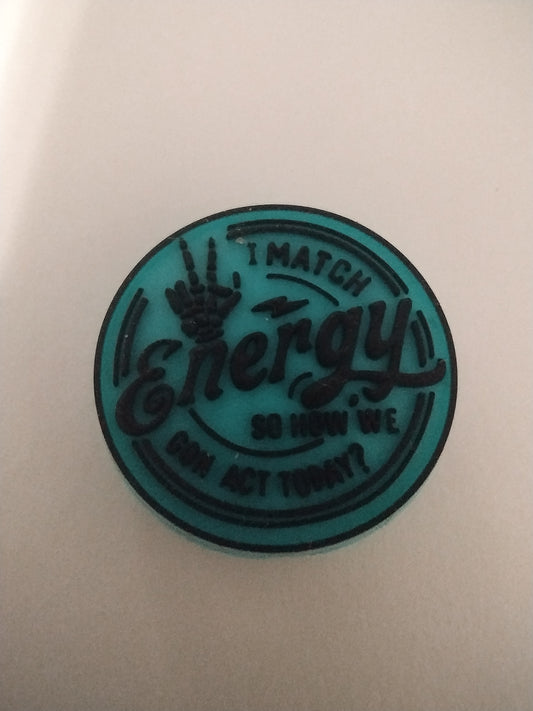 I MATCH
Energy
SO HOW WE
GON ACT TODAY?